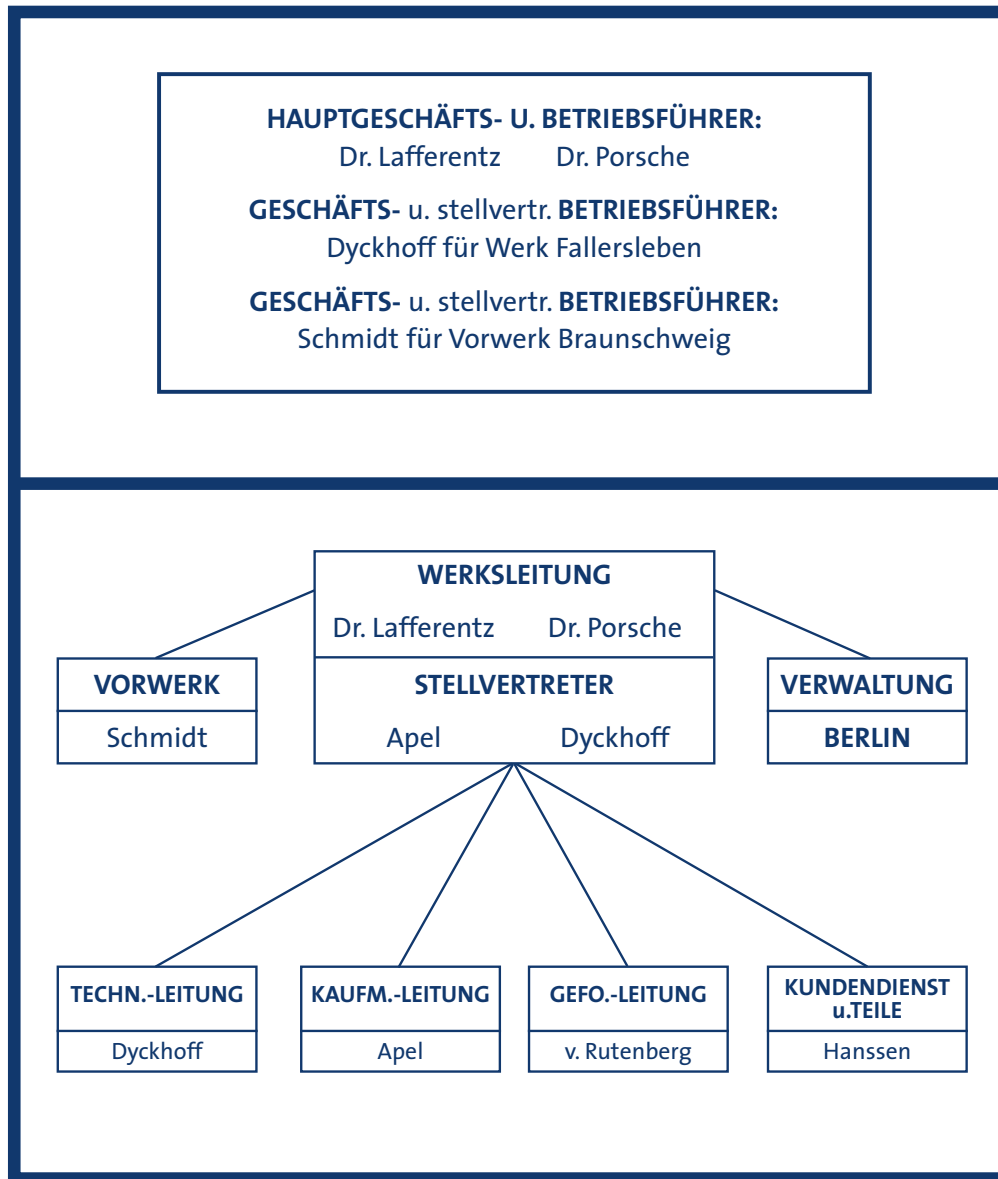 HAUPTGESCHÄFTS- U. BETRIEBSFÜHRER:
Dr. Lafferentz Dr. Porsche
GESCHÄFTS- u. stellvertr. BETRIEBSFÜHRER:
Dyckhoff für Werk Fallersleben
GESCHÄFTS- u. stellvertr. BETRIEBSFÜHRER:
Schmidt für Vorwerk Braunschweig
WERKSLEITUNG
Dr. Lafferentz Dr. Porsche
VORWERK
Schmidt
STELLVERTRETER
Apel Dyckhoff
VERWALTUNG
BERLIN
TECHN.-LEITUNG
Dyckhoff
KAUFM.-LEITUNG
Apel
GEFO.-LEITUNG
v. Rutenberg
KUNDENDIENST
u.TEILE
Hanssen